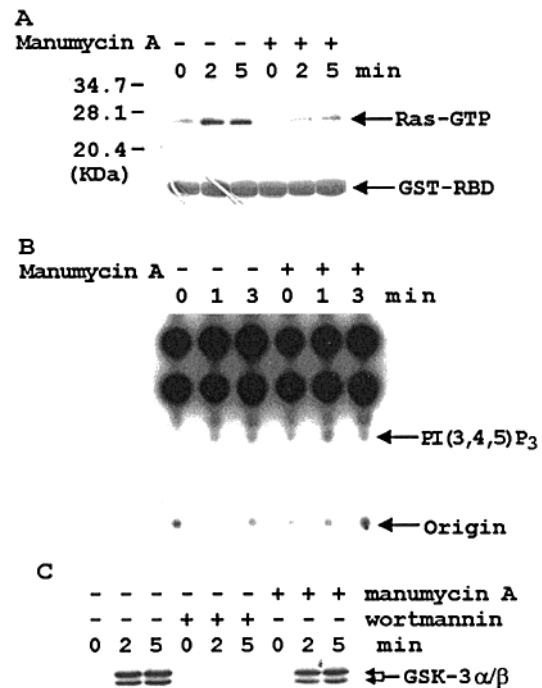 A
Manumycin A - - - + + +
0 2 5 0 2 5 min
34.7-
28.1-
Ras-GTP
20.4-
(KDa)
GST-RBD
B
Manumycin A - - - + + +
0 1 3 0 1 3 min
PI(3,4,5)P3
Origin
C
- - - - - - + + + manumycin A
- - - + + + - - - wortmannin
0 2 5 0 2 5 0 2 5 min
GSK-3α/β